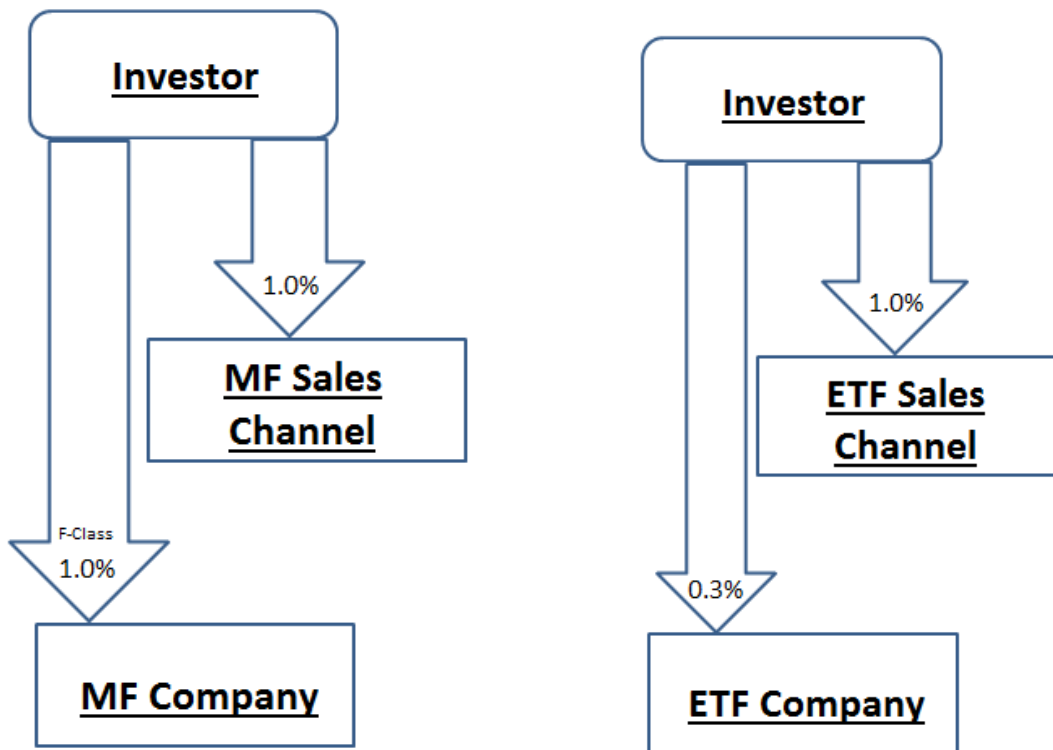 Investor
1.0%
MF Sales
Channel
F-Class
1.0%
MF Company
Investor
1.0%
ETF Sales
Channel
0.3%
ETF Company